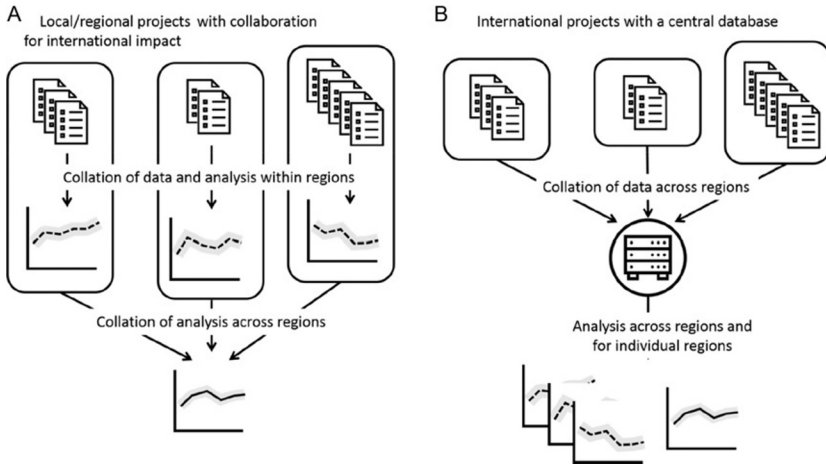 A
Local/regional projects with collaboration
for international impact
Collation of data and analysis within regions
Collation of analysis across regions
B
International projects with a central database
Collation of data across regions
Analysis across regions and
for individual regions